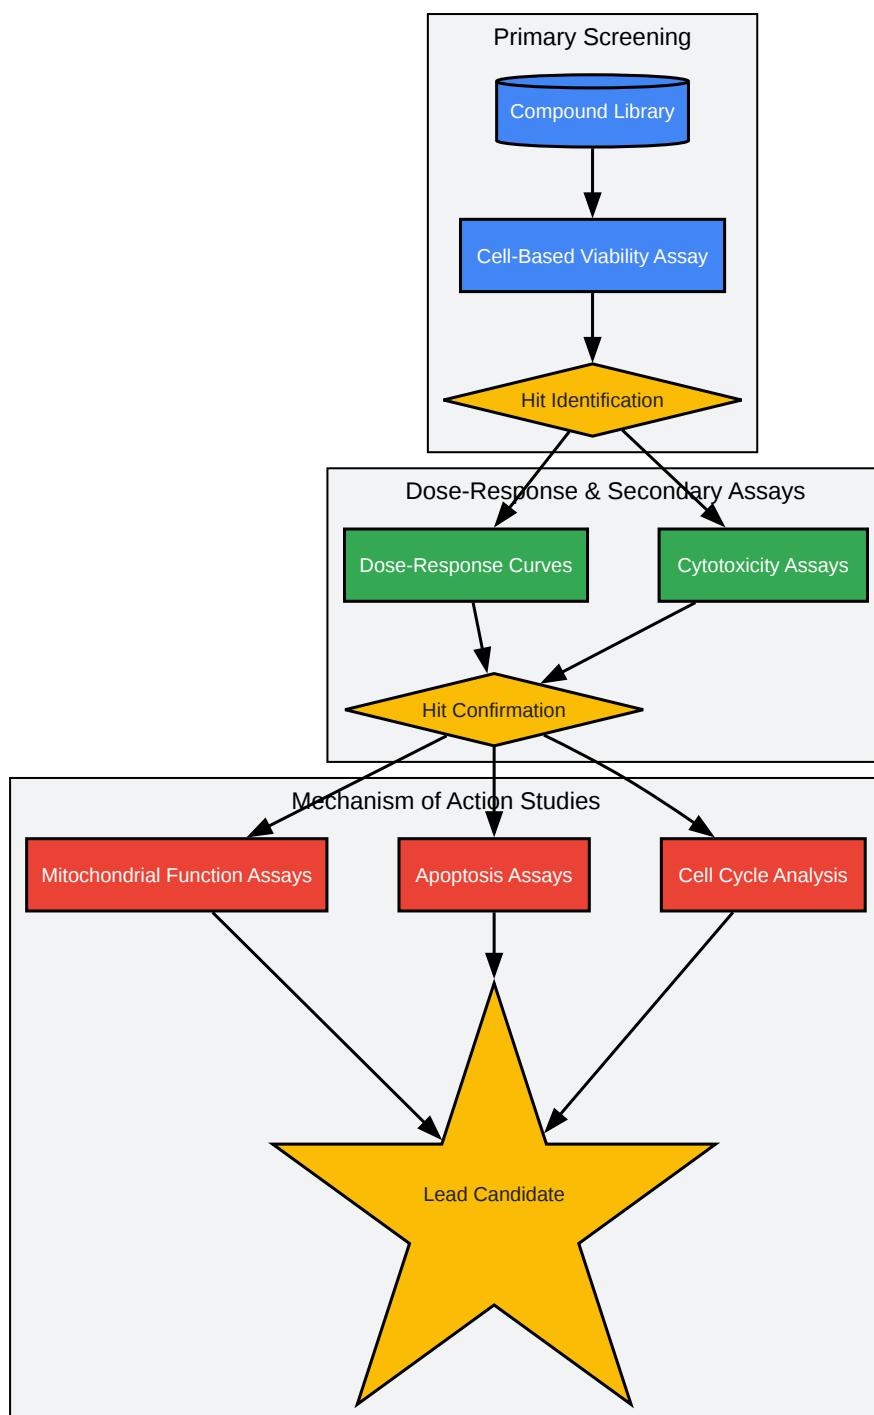 Primary Screening
Compound Library
Cell-Based Viability Assay
Hit Identification
Dose-Response & Secondary Assays
Dose-Response Curves
Cytotoxicity Assays
Hit Confirmation
Mechanism of Action Studies
Mitochondrial Function Assays
Apoptosis Assays
Cell Cycle Analysis
Lead Candidate